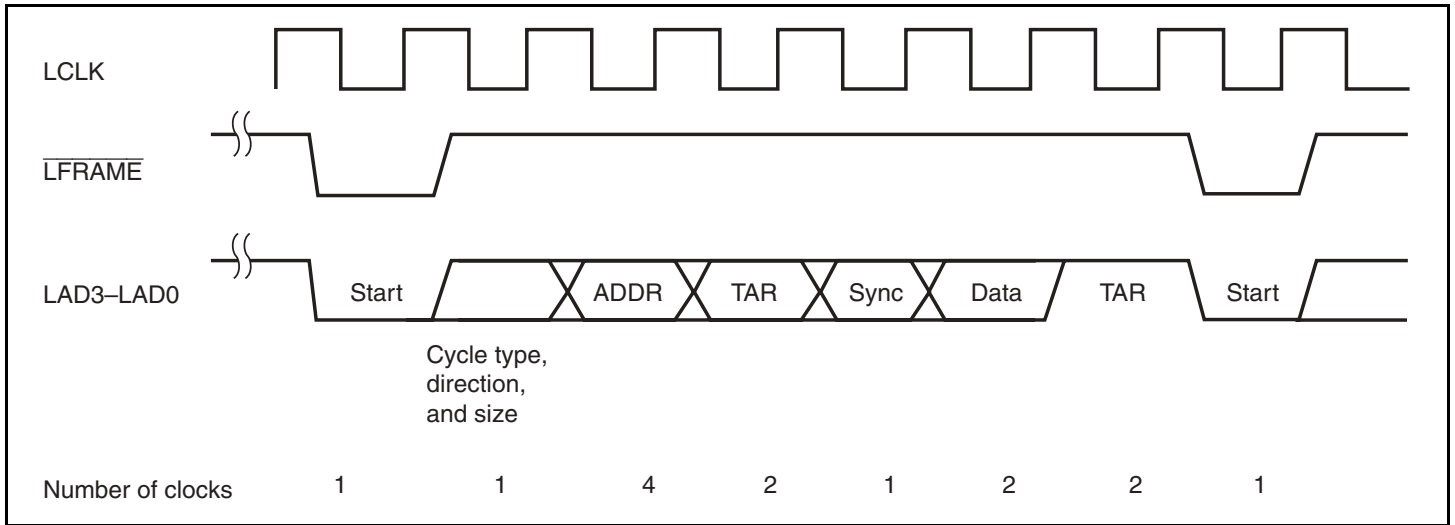 LCLK
LFRAME
LAD3–LAD0
Start
ADDR
TAR
Sync
Data
TAR
Start
Cycle type,
direction,
and size
Number of clocks 1 1 4 2 1 2 2 1